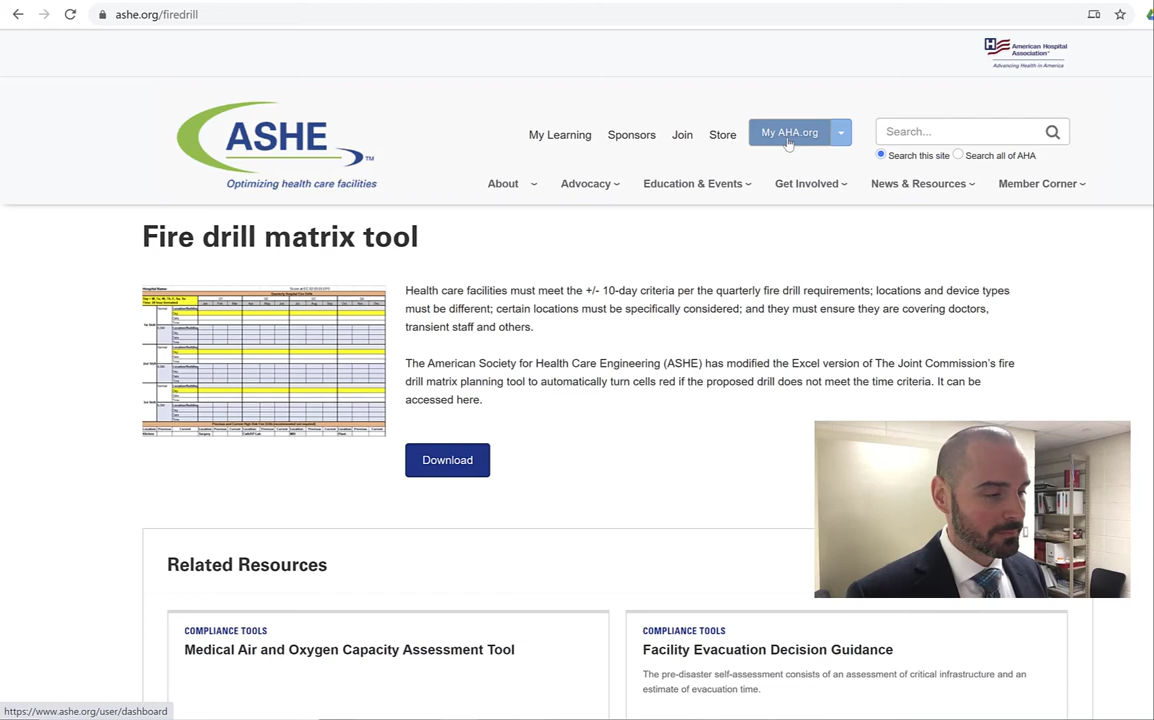 ashe.org/firedrill
American Hospital
Association™
Advancing Health in America
ASHE™
Optimizing health care facilities
My Learning Sponsors Join Store My AHA.org Search...
Search this site Search all of AHA
About Advocacy Education & Events Get Involved News & Resources Member Corner
Fire drill matrix tool
Hospital Name
Quarterly Hospital Fire Drills
Health care facilities must meet the +/- 10-day criteria per the quarterly fire drill requirements; locations and device types
must be different; certain locations must be specifically considered; and they must ensure they are covering doctors,
transient staff and others.
The American Society for Health Care Engineering (ASHE) has modified the Excel version of The Joint Commission's fire
drill matrix planning tool to automatically turn cells red if the proposed drill does not meet the time criteria. It can be
accessed here.
Download
Related Resources
COMPLIANCE TOOLS
Medical Air and Oxygen Capacity Assessment Tool
COMPLIANCE TOOLS
Facility Evacuation Decision Guidance
The pre-disaster self-assessment consists of an assessment of critical infrastructure and an
estimate of evacuation time.
https://www.ashe.org/user/dashboard